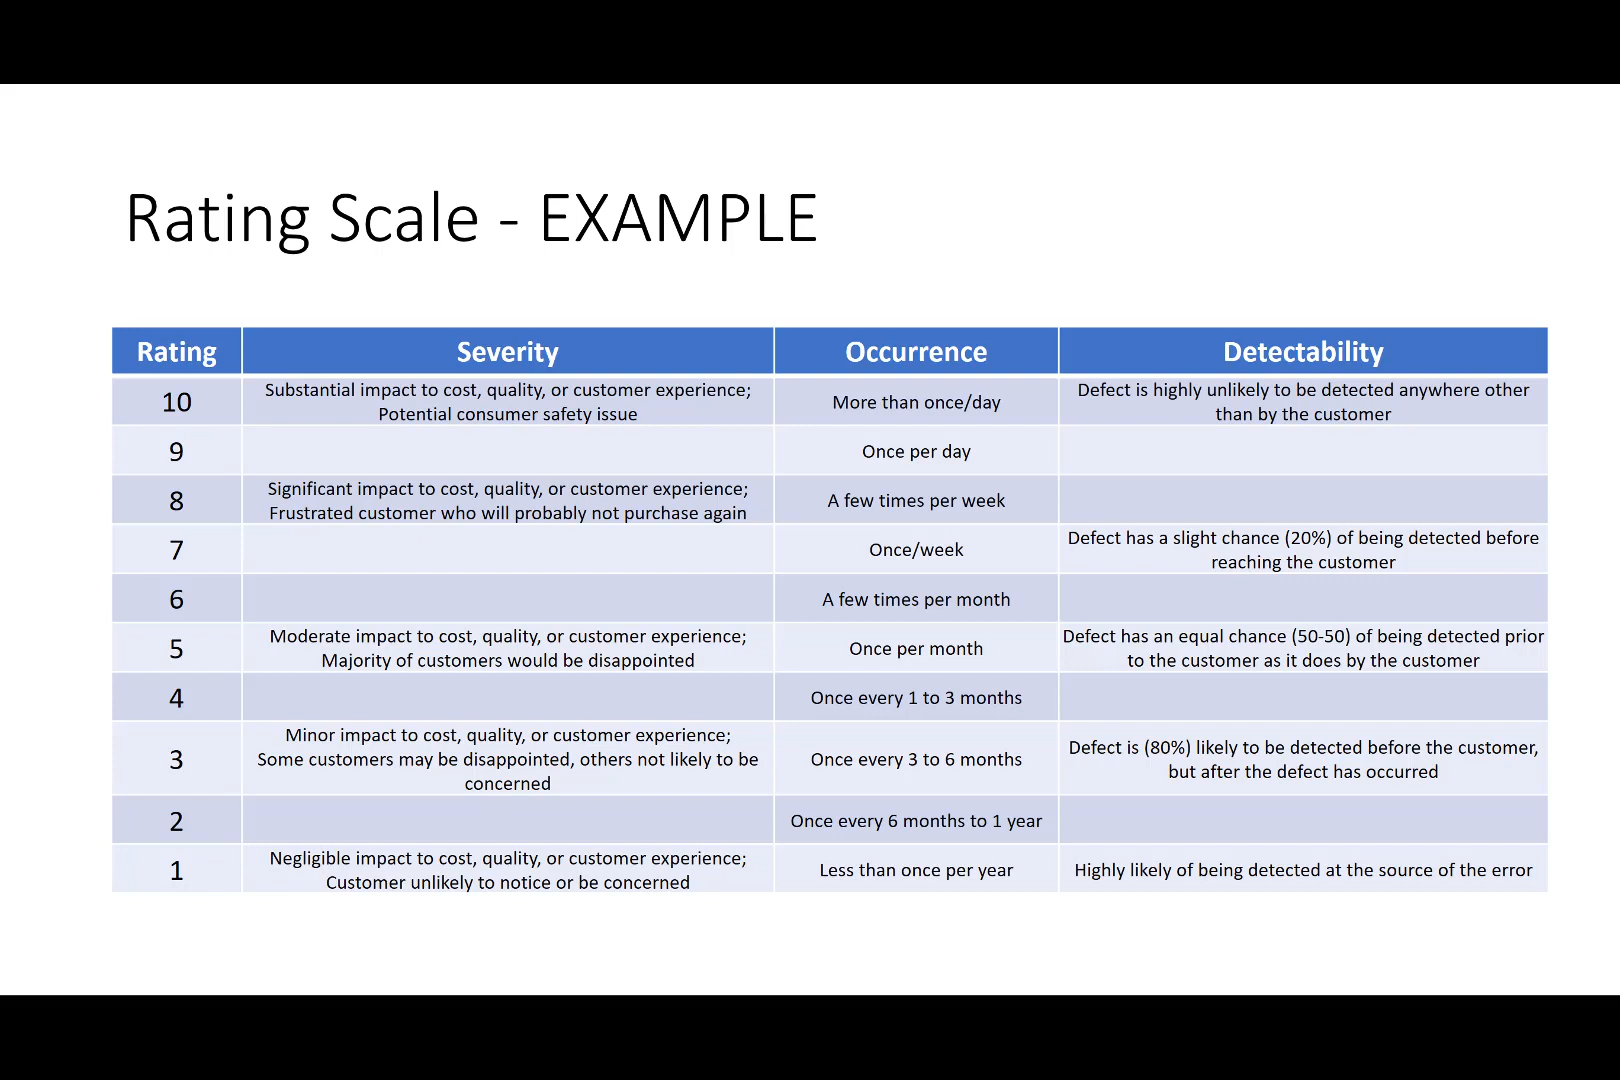 Rating Scale - EXAMPLE
Rating Severity Occurrence Detectability
10
Substantial impact to cost, quality, or customer experience;
Potential consumer safety issue
More than once/day
Defect is highly unlikely to be detected anywhere other
than by the customer
9
Once per day
8
Significant impact to cost, quality, or customer experience;
Frustrated customer who will probably not purchase again
A few times per week
7
Once/week
Defect has a slight chance (20%) of being detected before
reaching the customer
6
A few times per month
5
Moderate impact to cost, quality, or customer experience;
Majority of customers would be disappointed
Once per month
Defect has an equal chance (50-50) of being detected prior
to the customer as it does by the customer
4
Once every 1 to 3 months
3
Minor impact to cost, quality, or customer experience;
Some customers may be disappointed, others not likely to be
concerned
Once every 3 to 6 months
Defect is (80%) likely to be detected before the customer,
but after the defect has occurred
2
Once every 6 months to 1 year
1
Negligible impact to cost, quality, or customer experience;
Customer unlikely to notice or be concerned
Less than once per year
Highly likely of being detected at the source of the error